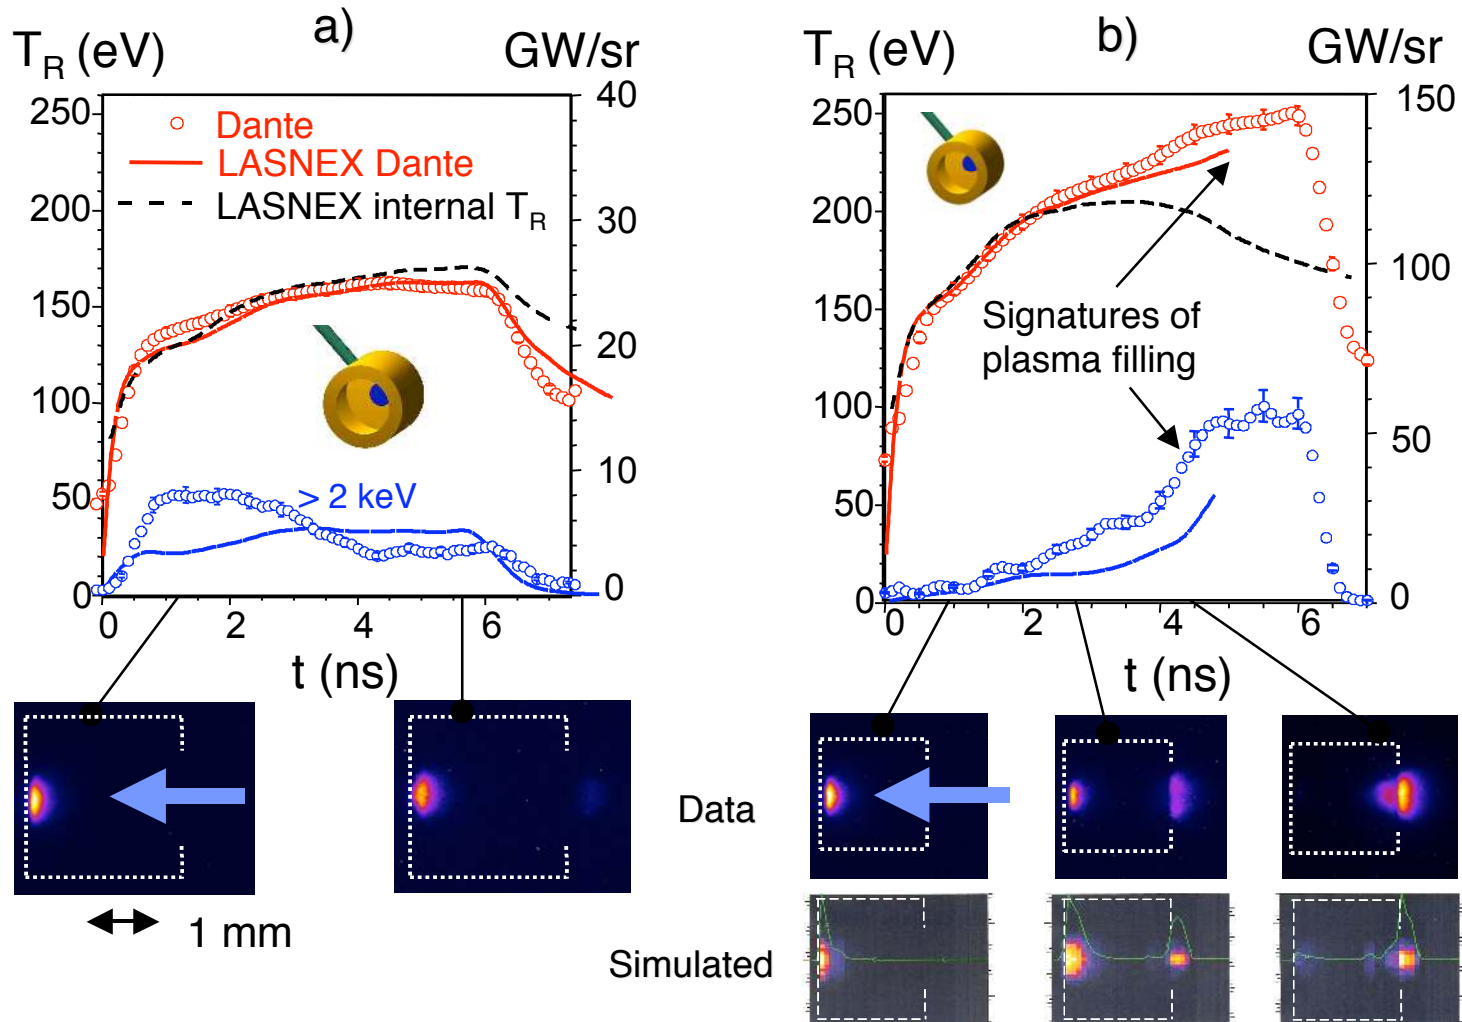 a)
T_R (eV)
GW/sr
250
200
150
100
50
0
40
30
20
10
0
Dante
LASNEX Dante
LASNEX internal T_R
> 2 keV
0 2 4 6
t (ns)
1 mm
b)
T_R (eV)
GW/sr
250
200
150
100
50
0
150
100
50
0
Signatures of
plasma filling
0 2 4 6
t (ns)
Data
Simulated